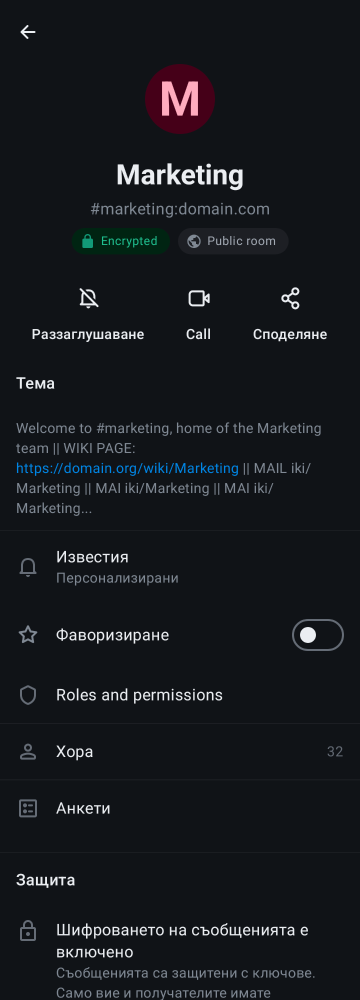 M
Marketing
#marketing:domain.com
Encrypted
Public room
Раззаглушаване
Call
Споделяне
Тема
Welcome to #marketing, home of the Marketing
team || WIKI PAGE:
https://domain.org/wiki/Marketing || MAIL iki/
Marketing || MAI iki/Marketing || MAI iki/
Marketing...
Известия
Персонализирани
Фаворизиране
Roles and permissions
Хора
32
Анкети
Защита
Шифроването на съобщенията е
включено
Съобщенията са защитени с ключове.
Само вие и получателите имате